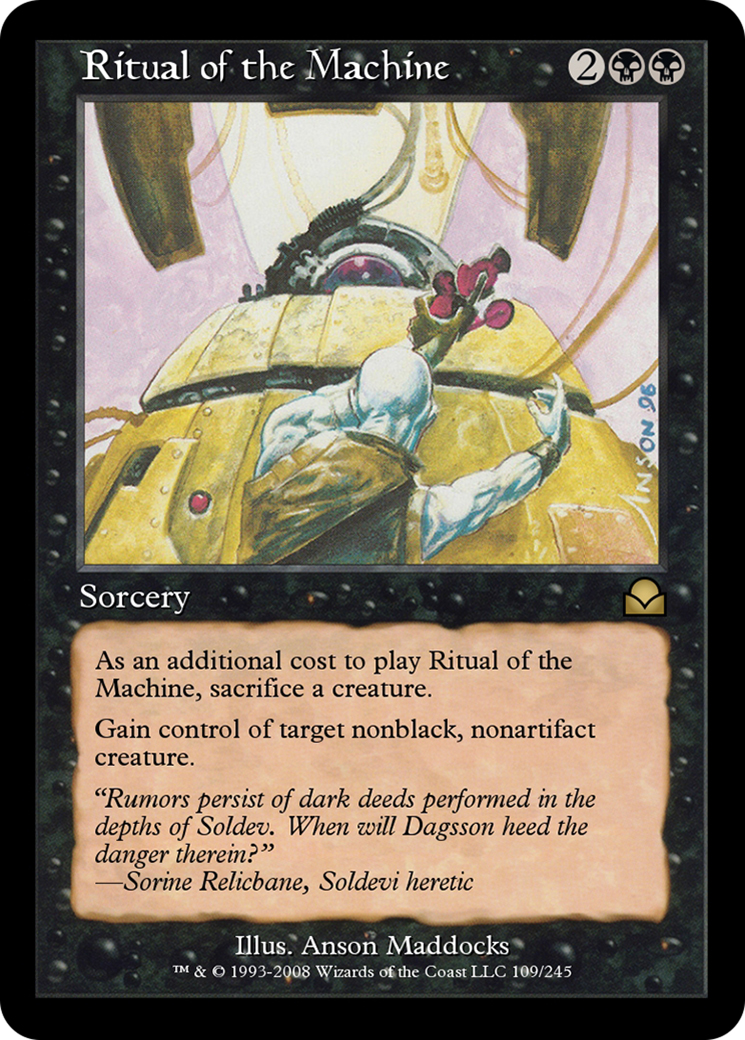 Ritual of the Machine 2
NSON 96
Sorcery
As an additional cost to play Ritual of the
Machine, sacrifice a creature.
Gain control of target nonblack, nonartifact
creature.
“Rumors persist of dark deeds performed in the
depths of Soldev. When will Dagsson heed the
danger therein?”
—Sorine Relicbane, Soldevi heretic
Illus. Anson Maddocks
™ & © 1993-2008 Wizards of the Coast LLC 109/245